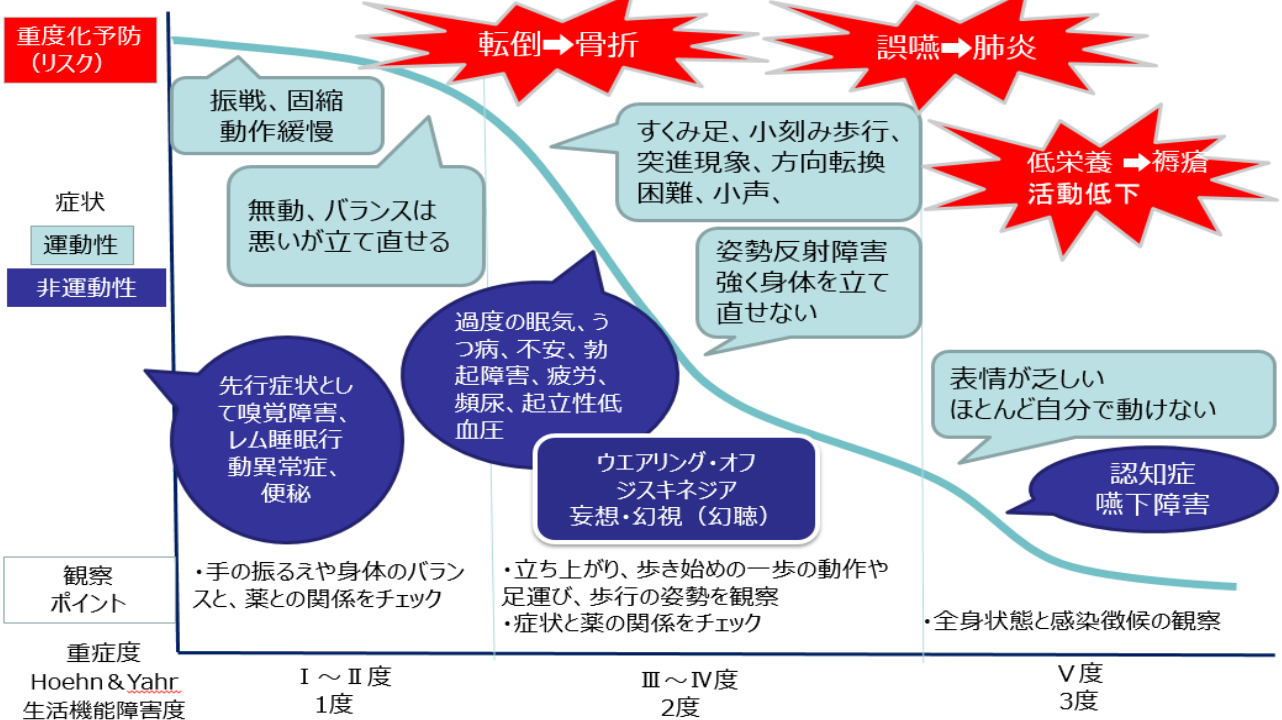 重度化予防
（リスク）
転倒➡骨折
誤嚥➡肺炎
低栄養 ➡褥瘡
活動低下
振戦、固縮
動作緩慢
無動、バランスは
悪いが立て直せる
すくみ足、小刻み歩行、
突進現象、方向転換
困難、小声、
姿勢反射障害
強く身体を立て
直せない
表情が乏しい
ほとんど自分で動けない
症状
運動性
非運動性
先行症状とし
て嗅覚障害、
レム睡眠行
動異常症、
便秘
過度の眠気、う
つ病、不安、勃
起障害、疲労、
頻尿、起立性低
血圧
ウエアリング・オフ
ジスキネジア
妄想・幻視（幻聴）
認知症
嚥下障害
観察
ポイント
・手の振るえや身体のバラン
スと、薬との関係をチェック
・立ち上がり、歩き始めの一歩の動作や
足運び、歩行の姿勢を観察
・症状と薬の関係をチェック
・全身状態と感染徴候の観察
重症度
Hoehn＆Yahr
生活機能障害度
Ⅰ～Ⅱ度
1度
Ⅲ～Ⅳ度
2度
Ⅴ度
3度